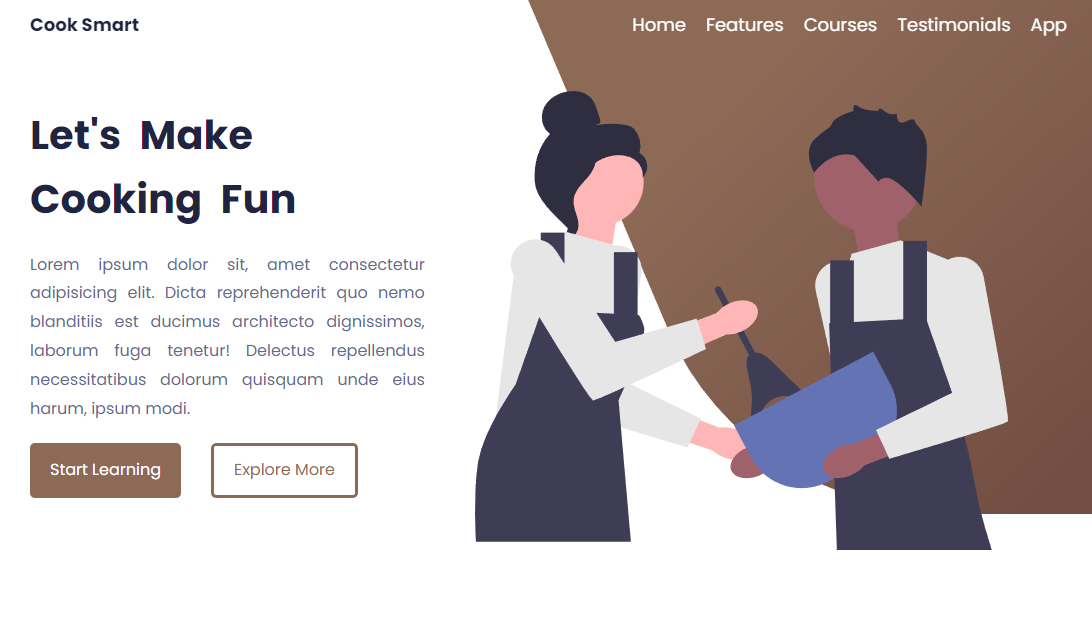 Cook Smart
Home Features Courses Testimonials App
Let's Make
Cooking Fun
Lorem ipsum dolor sit, amet consectetur
adipisicing elit. Dicta reprehenderit quo nemo
blanditiis est ducimus architecto dignissimos,
laborum fuga tenetur! Delectus repellendus
necessitatibus dolorum quisquam unde eius
harum, ipsum modi.
Start Learning
Explore More